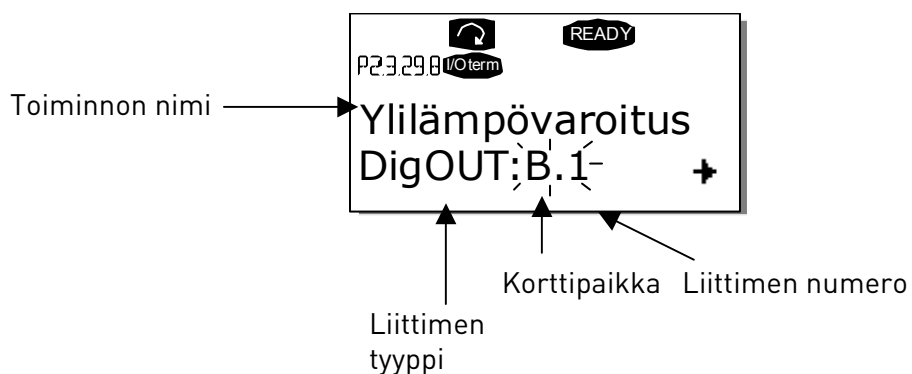 READY
P2.3.29.8 I/Oterm
Toiminnon nimi
Ylilämpövaroitus
DigOUT:B.1
Korttipaikka Liittimen numero
Liittimen
tyyppi